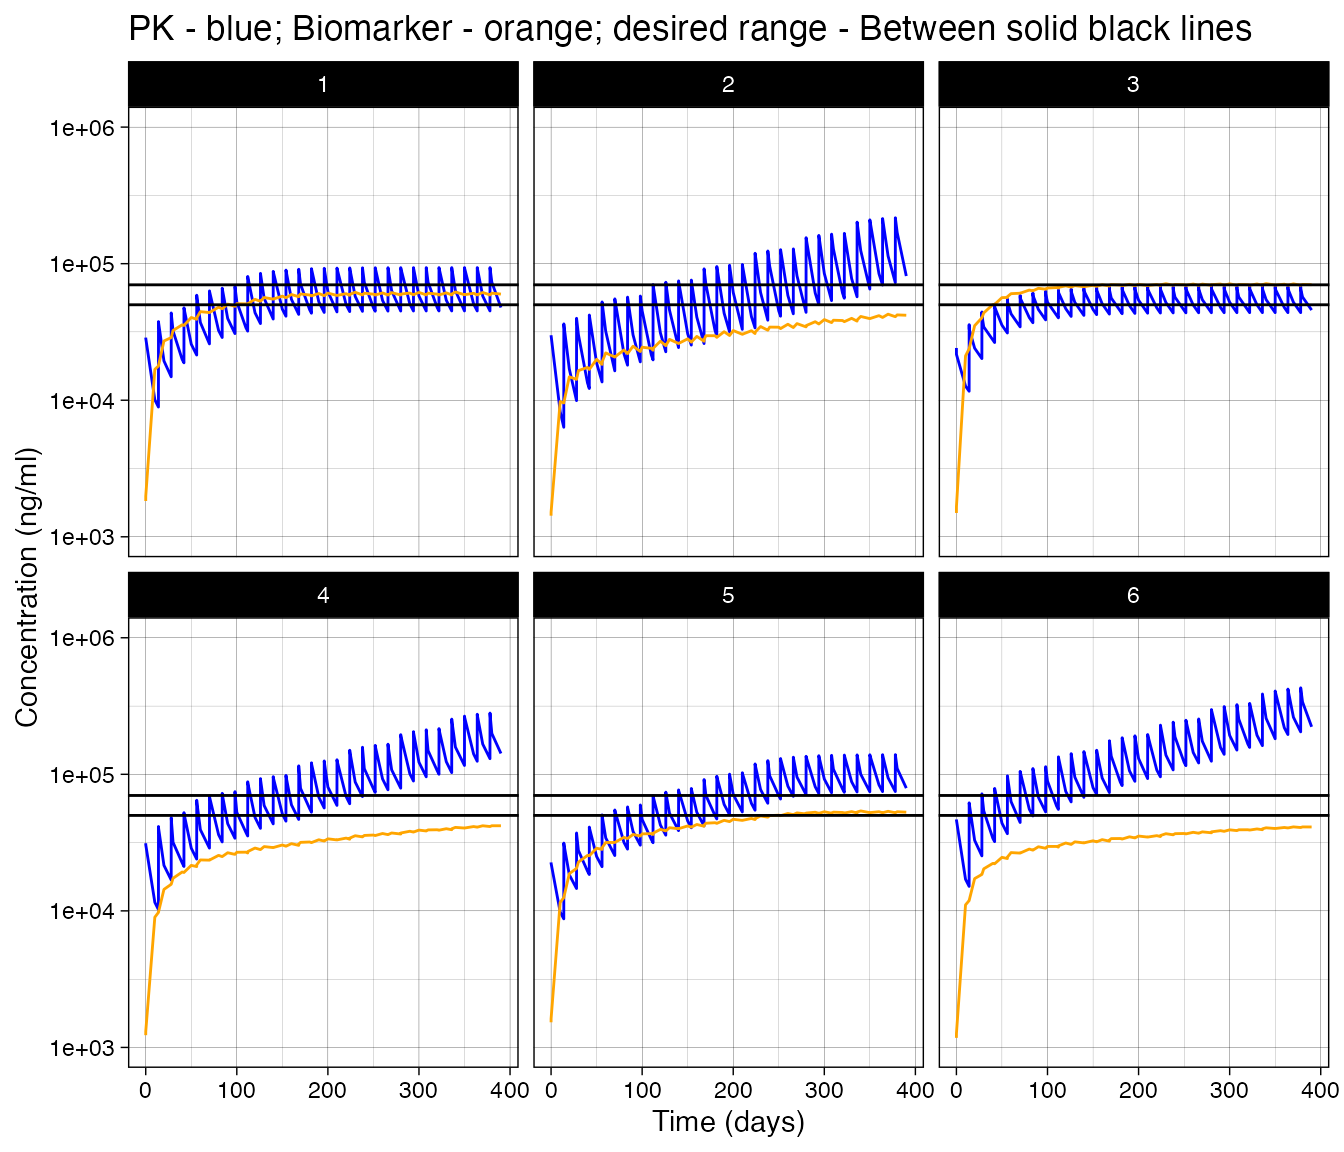 PK - blue; Biomarker - orange; desired range - Between solid black lines
1 2 3
1e+06
1e+05
1e+04
1e+03
4 5 6
1e+06
1e+05
1e+04
1e+03
Concentration (ng/ml)
0 100 200 300 400 0 100 200 300 400 0 100 200 300 400
Time (days)